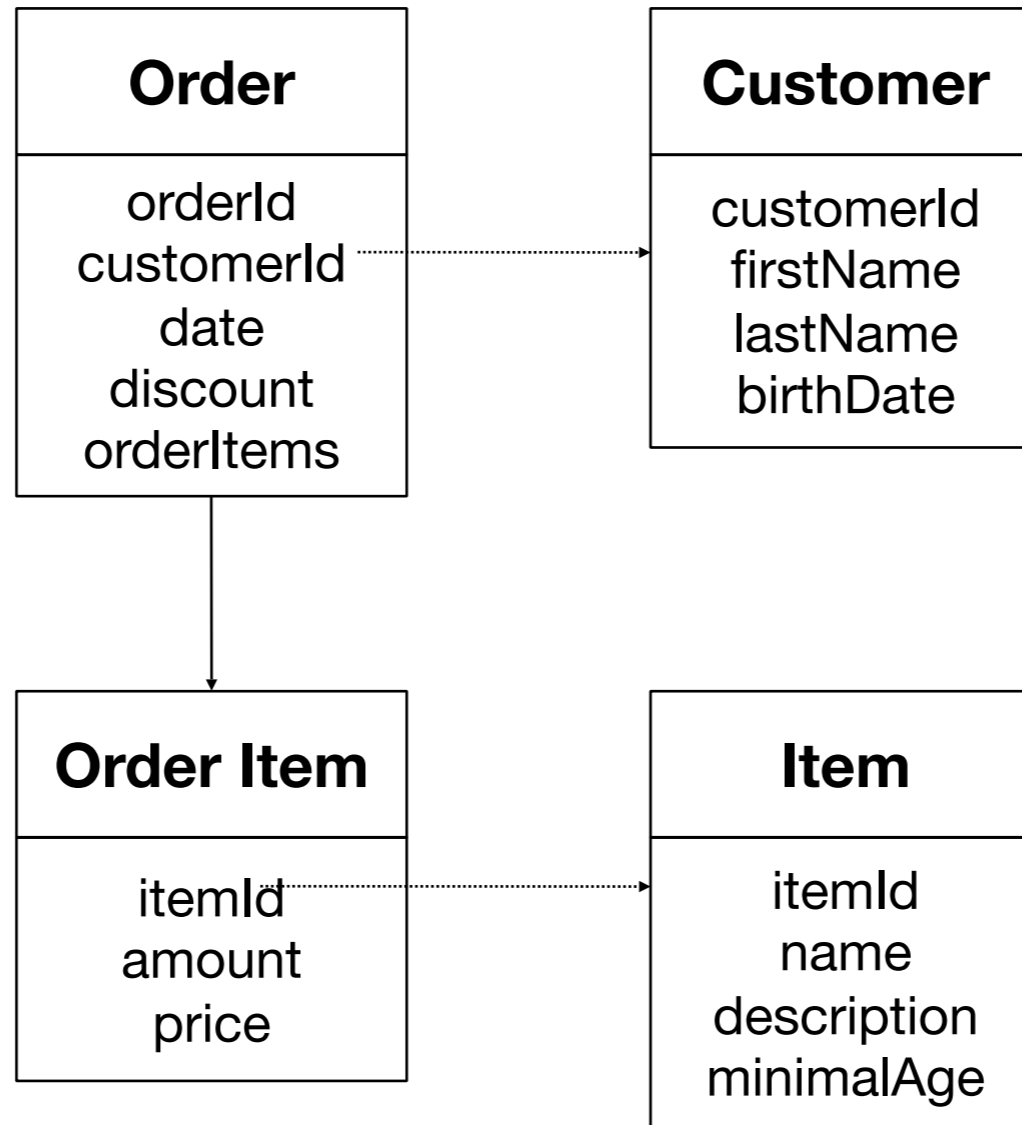 Order
orderId
customerId
date
discount
orderItems
Customer
customerId
firstName
lastName
birthDate
Order Item
itemId
amount
price
Item
itemId
name
description
minimalAge